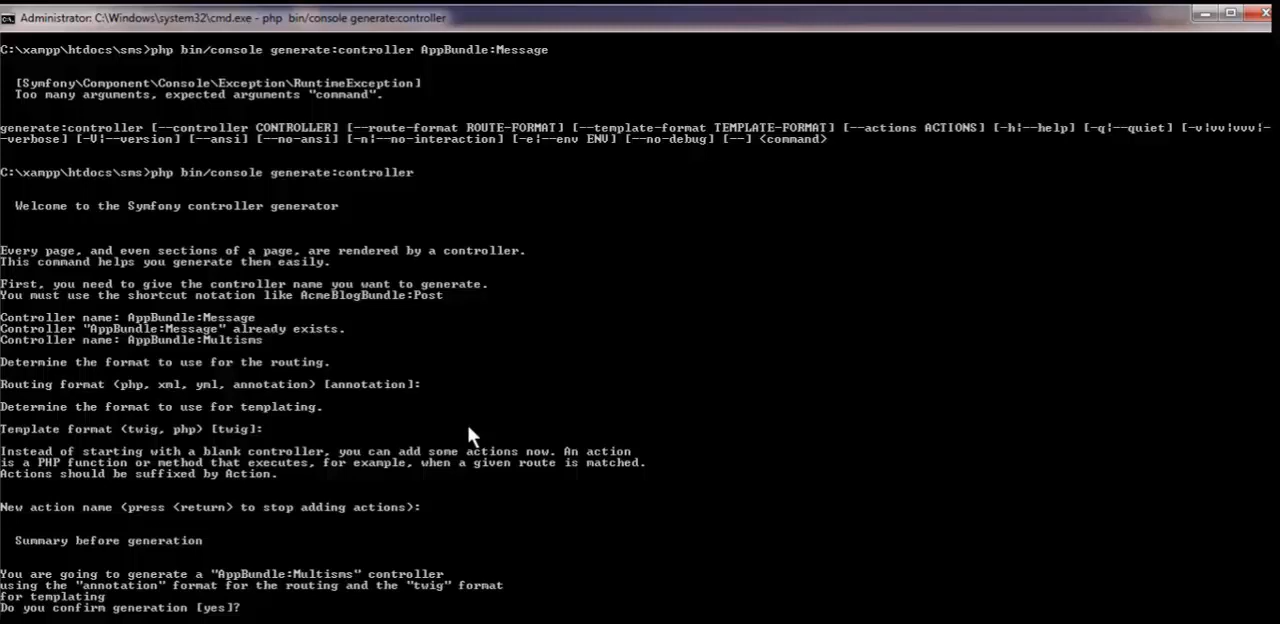 Administrator: C:\Windows\system32\cmd.exe - php  bin/console generate:controller
C:\xampp\htdocs\sms>php bin/console generate:controller AppBundle:Message
[Symfony\Component\Console\Exception\RuntimeException]
Too many arguments, expected arguments "command".
generate:controller [--controller CONTROLLER] [--route-format ROUTE-FORMAT] [--template-format TEMPLATE-FORMAT] [--actions ACTIONS] [-h|--help] [-q|--quiet] [-v|vv|vvv|-
-verbose] [-V|--version] [--ansi] [--no-ansi] [-n|--no-interaction] [-e|--env ENV] [--no-debug] [--] <command>
C:\xampp\htdocs\sms>php bin/console generate:controller
Welcome to the Symfony controller generator
Every page, and even sections of a page, are rendered by a controller.
This command helps you generate them easily.
First, you need to give the controller name you want to generate.
You must use the shortcut notation like AcmeBlogBundle:Post
Controller name: AppBundle:Message
Controller "AppBundle:Message" already exists.
Controller name: AppBundle:Multisms
Determine the format to use for the routing.
Routing format (php, xml, yml, annotation) [annotation]:
Determine the format to use for templating.
Template format (twig, php) [twig]:
Instead of starting with a blank controller, you can add some actions now. An action
is a PHP function or method that executes, for example, when a given route is matched.
Actions should be suffixed by Action.
New action name (press <return> to stop adding actions):
Summary before generation
You are going to generate a "AppBundle:Multisms" controller
using the "annotation" format for the routing and the "twig" format
for templating
Do you confirm generation [yes]?